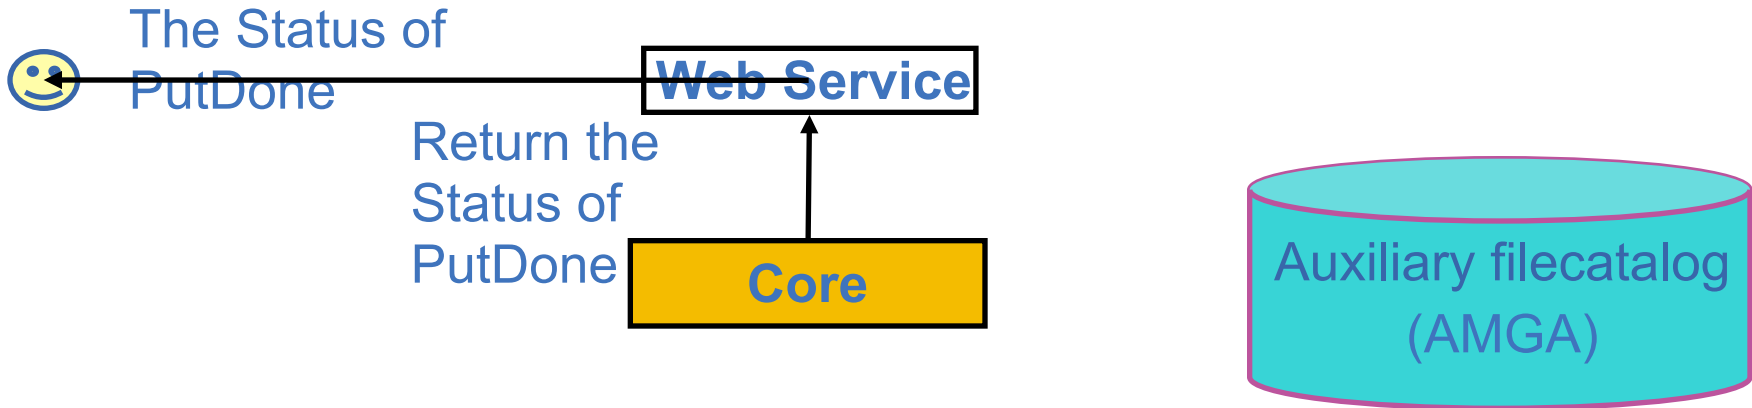 The Status of
PutDone
Web Service
Return the
Status of
PutDone
Core
Auxiliary filecatalog
(AMGA)